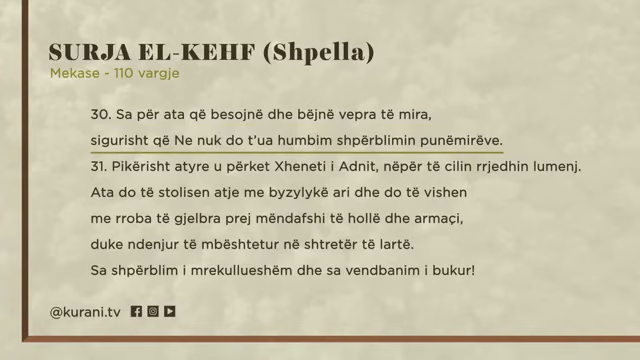 SURJA EL-KEHF (Shpella)
Mekase - 110 vargje
30. Sa për ata që besojnë dhe bëjnë vepra të mira,
sigurisht që Ne nuk do t'ua humbim shpërblimin punëmirëve.
31. Pikërisht atyre u përket Xheneti i Adnit, nëpër të cilin rrjedhin lumenj.
Ata do të stolisen atje me byzylykë ari dhe do të vishen
me rroba të gjelbra prej mëndafshi të hollë dhe armaçi,
duke ndenjur të mbështetur në shtretër të lartë.
Sa shpërblim i mrekullueshëm dhe sa vendbanim i bukur!
@kurani.tv